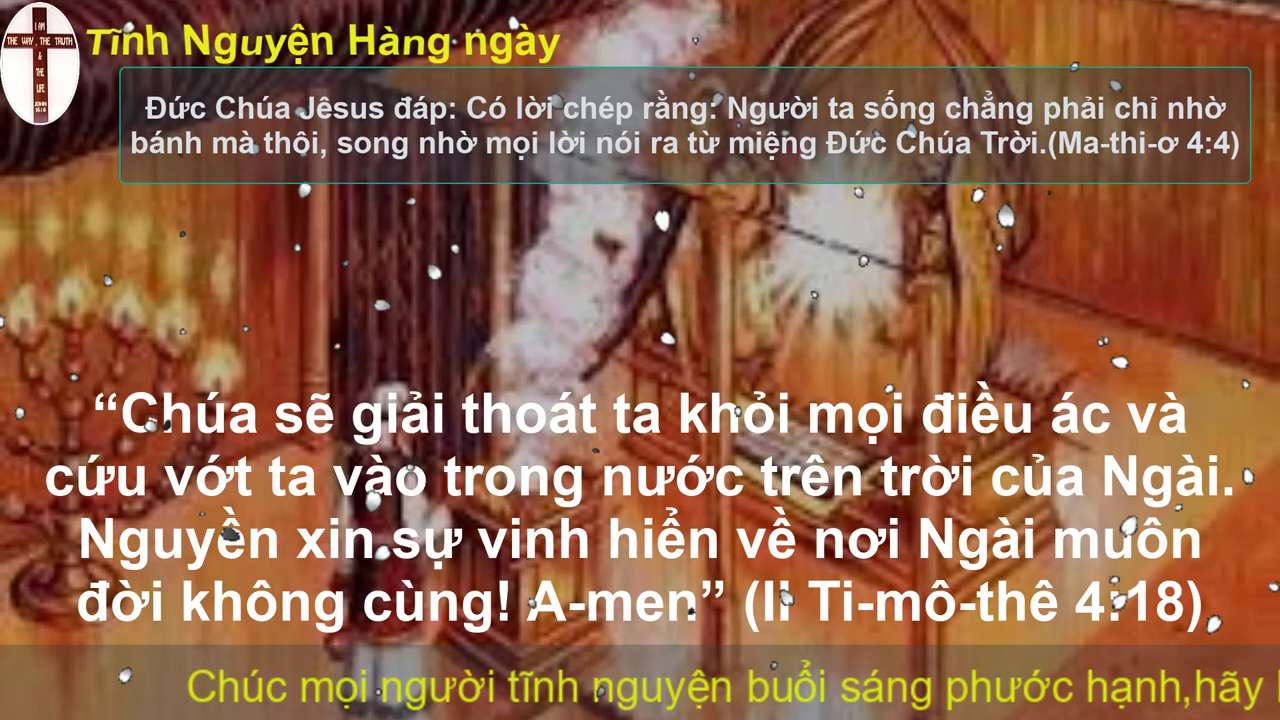 I AM
THE WAY, THE TRUTH
&
THE
LIFE
JOHN
14:6
Tĩnh Nguyện Hàng ngày
Đức Chúa Jêsus đáp: Có lời chép rằng: Người ta sống chẳng phải chỉ nhờ
bánh mà thôi, song nhờ mọi lời nói ra từ miệng Đức Chúa Trời.(Ma-thi-ơ 4:4)
“Chúa sẽ giải thoát ta khỏi mọi điều ác và
cứu vớt ta vào trong nước trên trời của Ngài.
Nguyền xin sự vinh hiển về nơi Ngài muôn
đời không cùng! A-men” (Ii Ti-mô-thê 4:18)
Chúc mọi người tĩnh nguyện buổi sáng phước hạnh,hãy